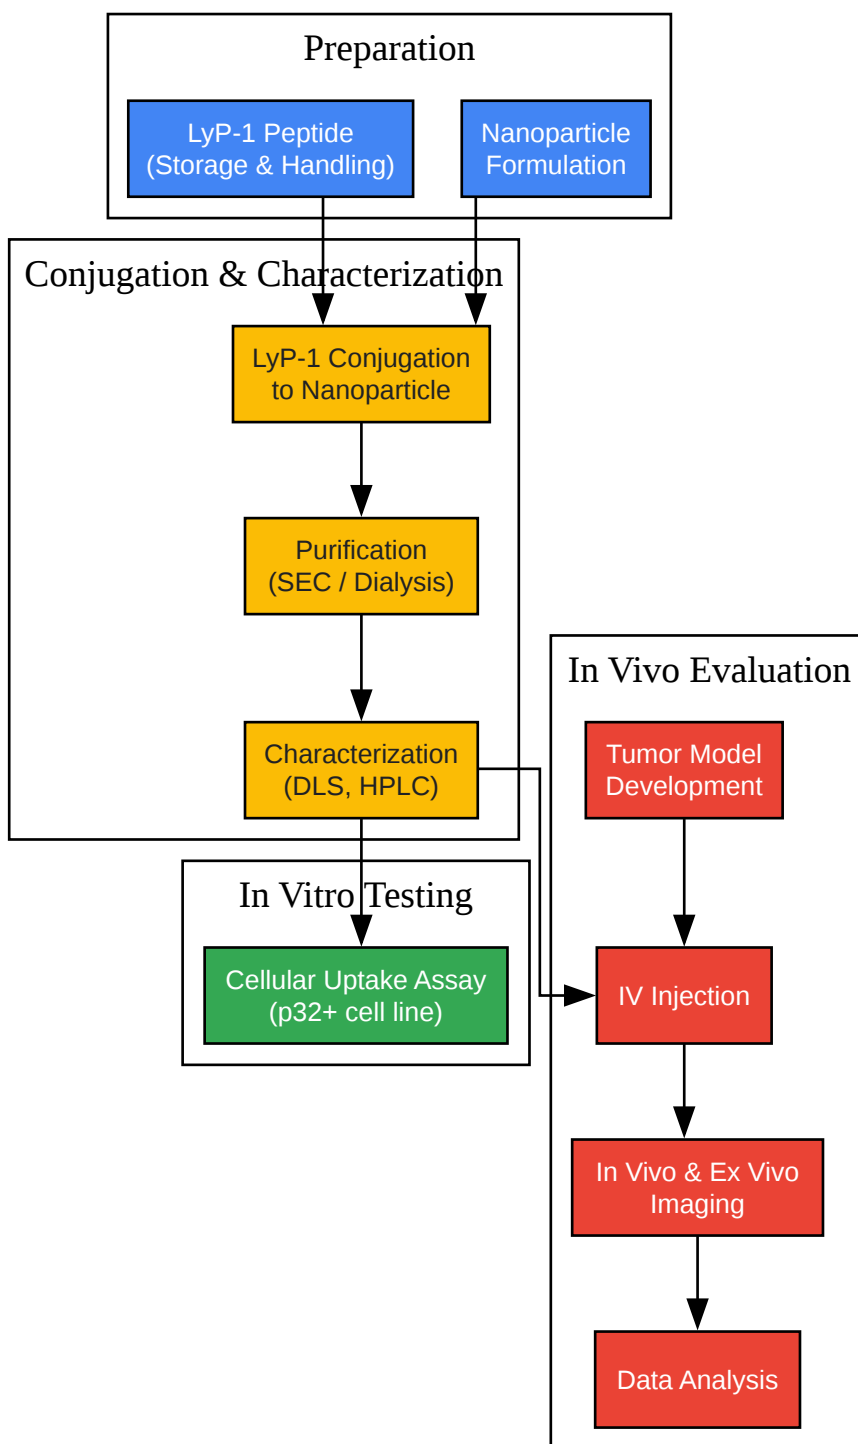 Preparation
LyP-1 Peptide
(Storage & Handling)
Nanoparticle
Formulation
Conjugation & Characterization
LyP-1 Conjugation
to Nanoparticle
Purification
(SEC / Dialysis)
Characterization
(DLS, HPLC)
In Vitro Testing
Cellular Uptake Assay
(p32+ cell line)
In Vivo Evaluation
Tumor Model
Development
IV Injection
In Vivo & Ex Vivo
Imaging
Data Analysis